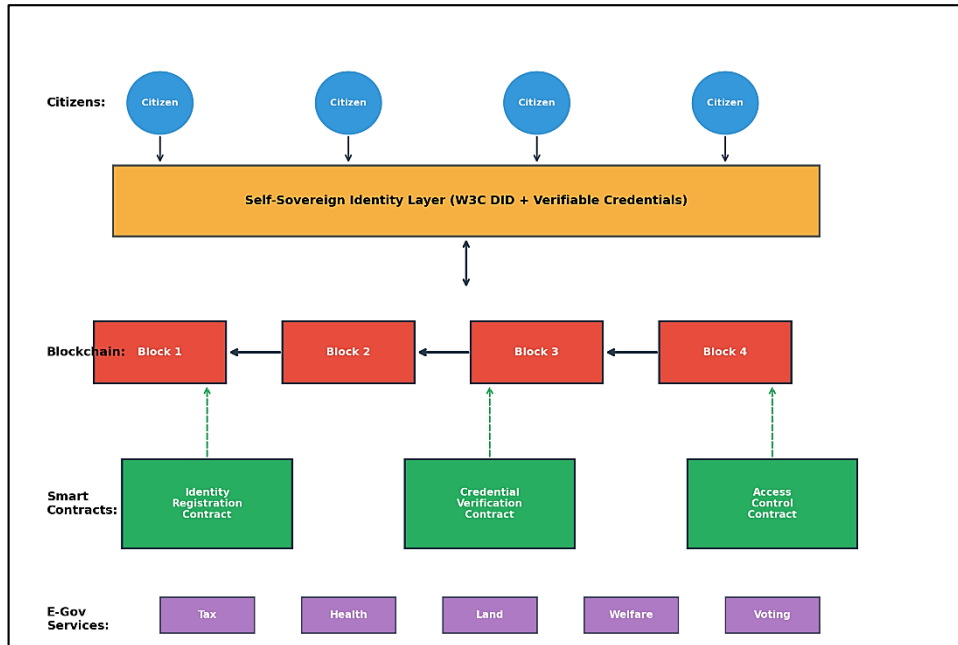 Citizens:
Citizen
Citizen
Citizen
Citizen
Self-Sovereign Identity Layer (W3C DID + Verifiable Credentials)
Blockchain:
Block 1
Block 2
Block 3
Block 4
Smart
Contracts:
Identity
Registration
Contract
Credential
Verification
Contract
Access
Control
Contract
E-Gov
Services:
Tax
Health
Land
Welfare
Voting